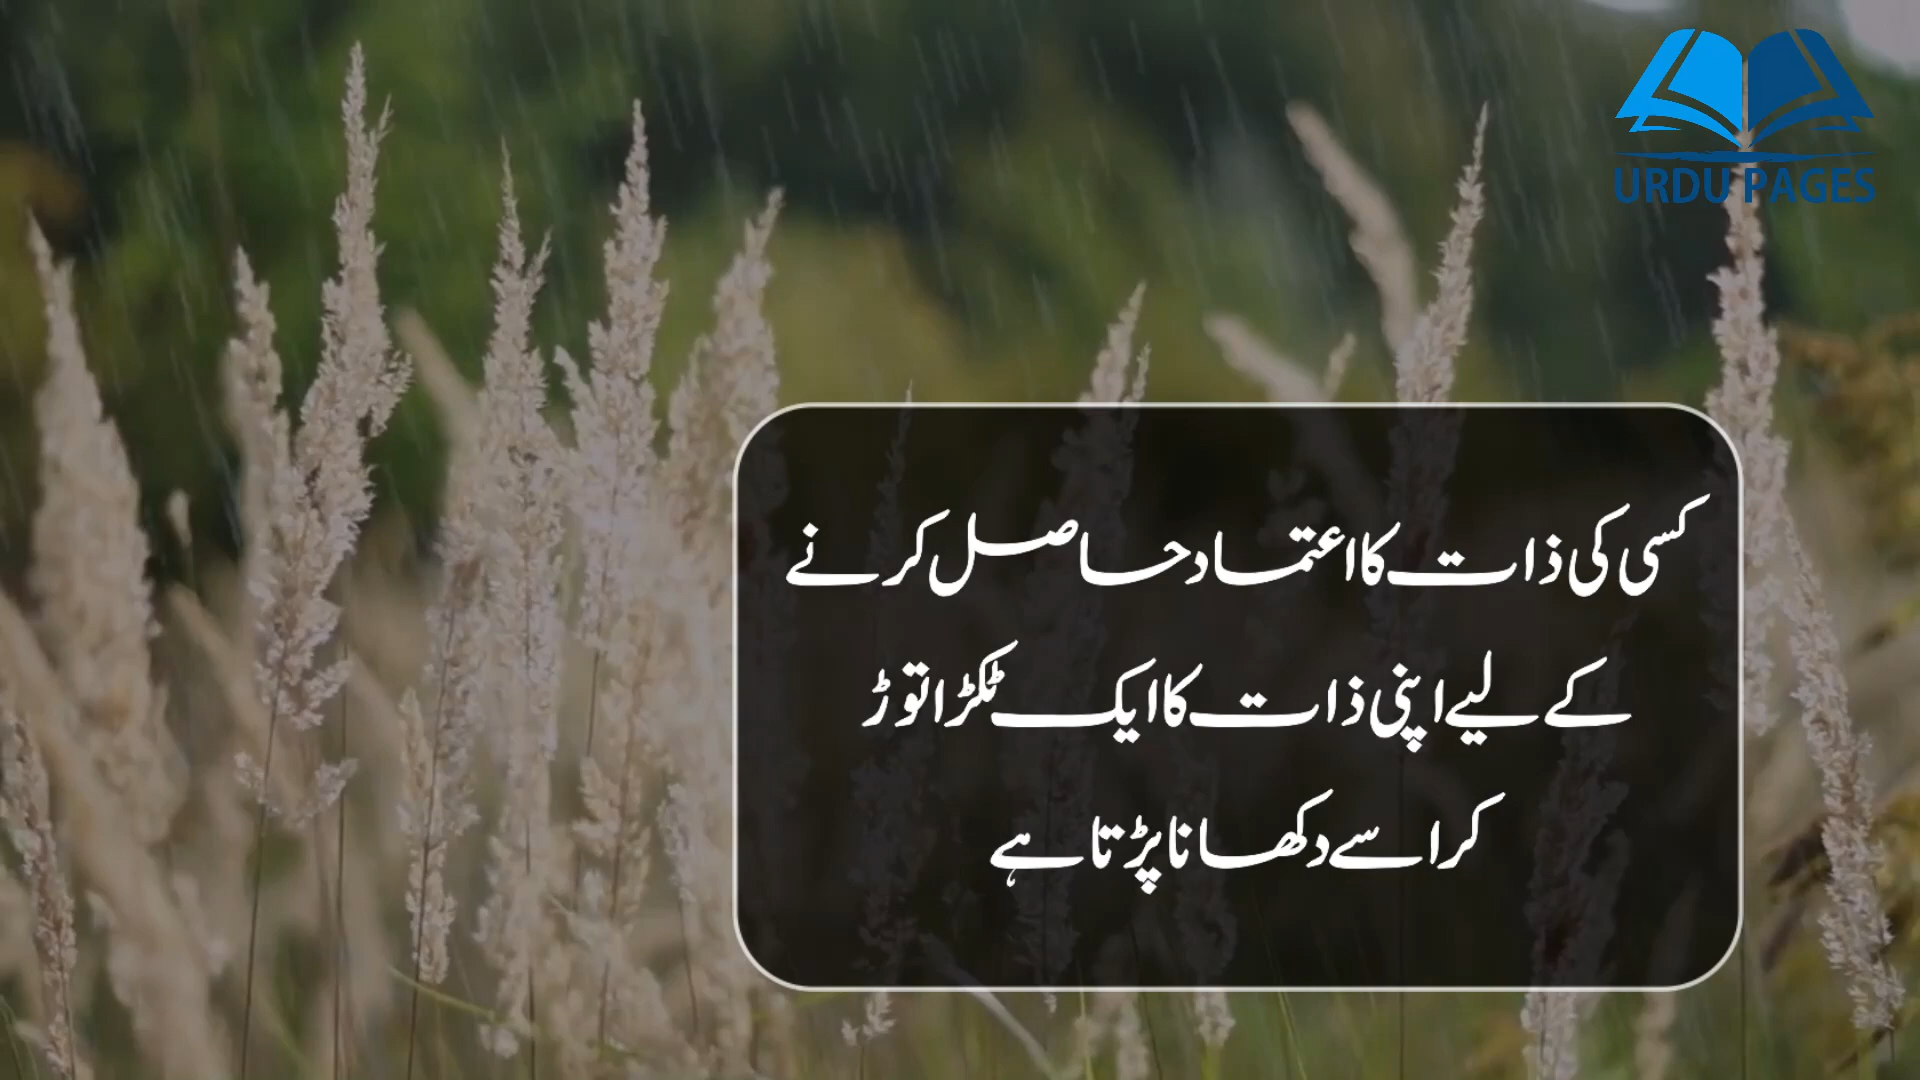 URDU PAGES
کسی کی ذات کا اعتماد حاصل کرنے
کے لیے اپنی ذات کا ایک ٹکڑا توڑ
کر اسے دکھانا پڑتا ہے